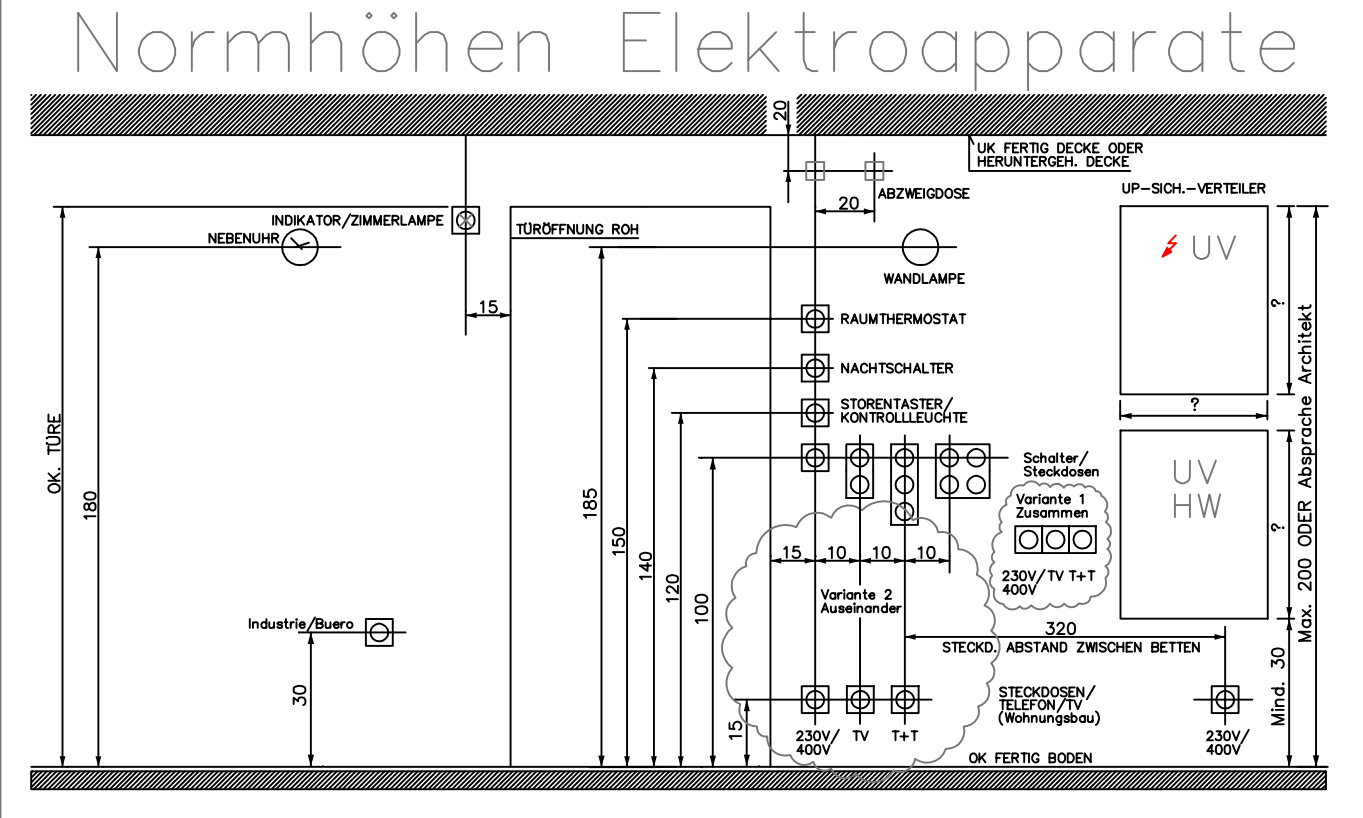 Normhöhen Elektroapparate
20
UK FERTIG DECKE ODER
HERUNTERGEH. DECKE
ABZWEIGDOSE
20
UP-SICH.-VERTEILER
INDIKATOR/ZIMMERLAMPE
NEBENUHR
TÜRÖFFNUNG ROH
WANDLAMPE
UV
15
RAUMTHERMOSTAT
NACHTSCHALTER
STORENTASTER/
KONTROLLLEUCHTE
?
?
OK. TÜRE
180
185
150
140
120
100
Schalter/
Steckdosen
Variante 1
Zusammen
230V/TV T+T
400V
UV
HW
?
Max. 200 ODER Absprache Architekt
15
10
10
10
Variante 2
Auseinander
Industrie/Buero
30
320
STECKD. ABSTAND ZWISCHEN BETTEN
STECKDOSEN/
TELEFON/TV
(Wohnungsbau)
Mind. 30
15
230V/
400V
TV
T+T
230V/
400V
OK FERTIG BODEN